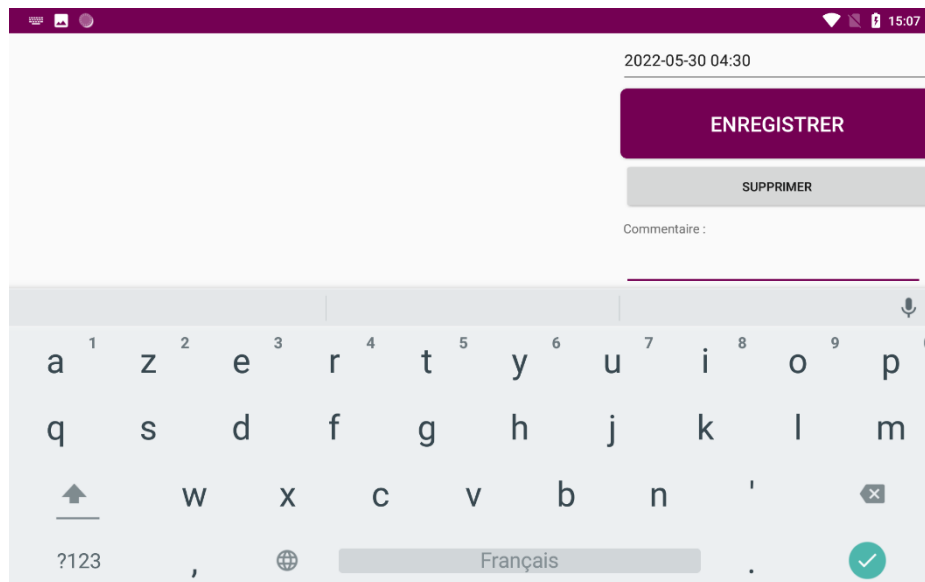 15:07
2022-05-30 04:30
ENREGISTRER
SUPPRIMER
Commentaire :
1 2 3 4 5 6 7 8 9
a z e r t y u i o p
q s d f g h j k l m
w x c v b n '
?123 , Français .